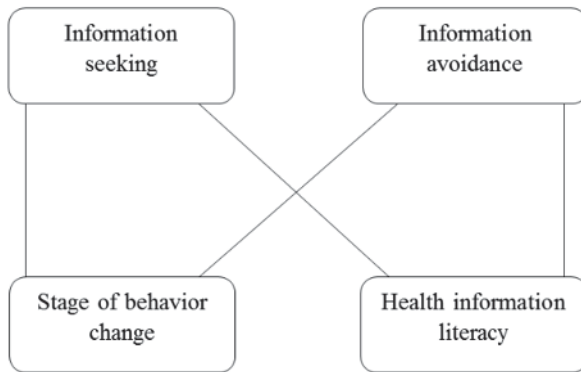 Information
seeking
Information
avoidance
Stage of behavior
change
Health information
literacy